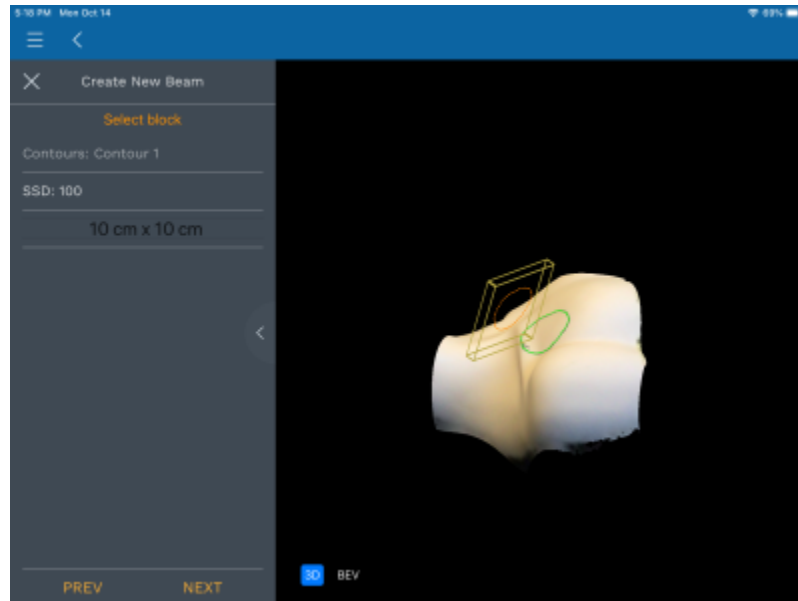 5:18 PM Mon Oct 14
69%
Create New Beam
Select block
Contours: Contour 1
SSD: 100
10 cm x 10 cm
PREV NEXT
3D BEV